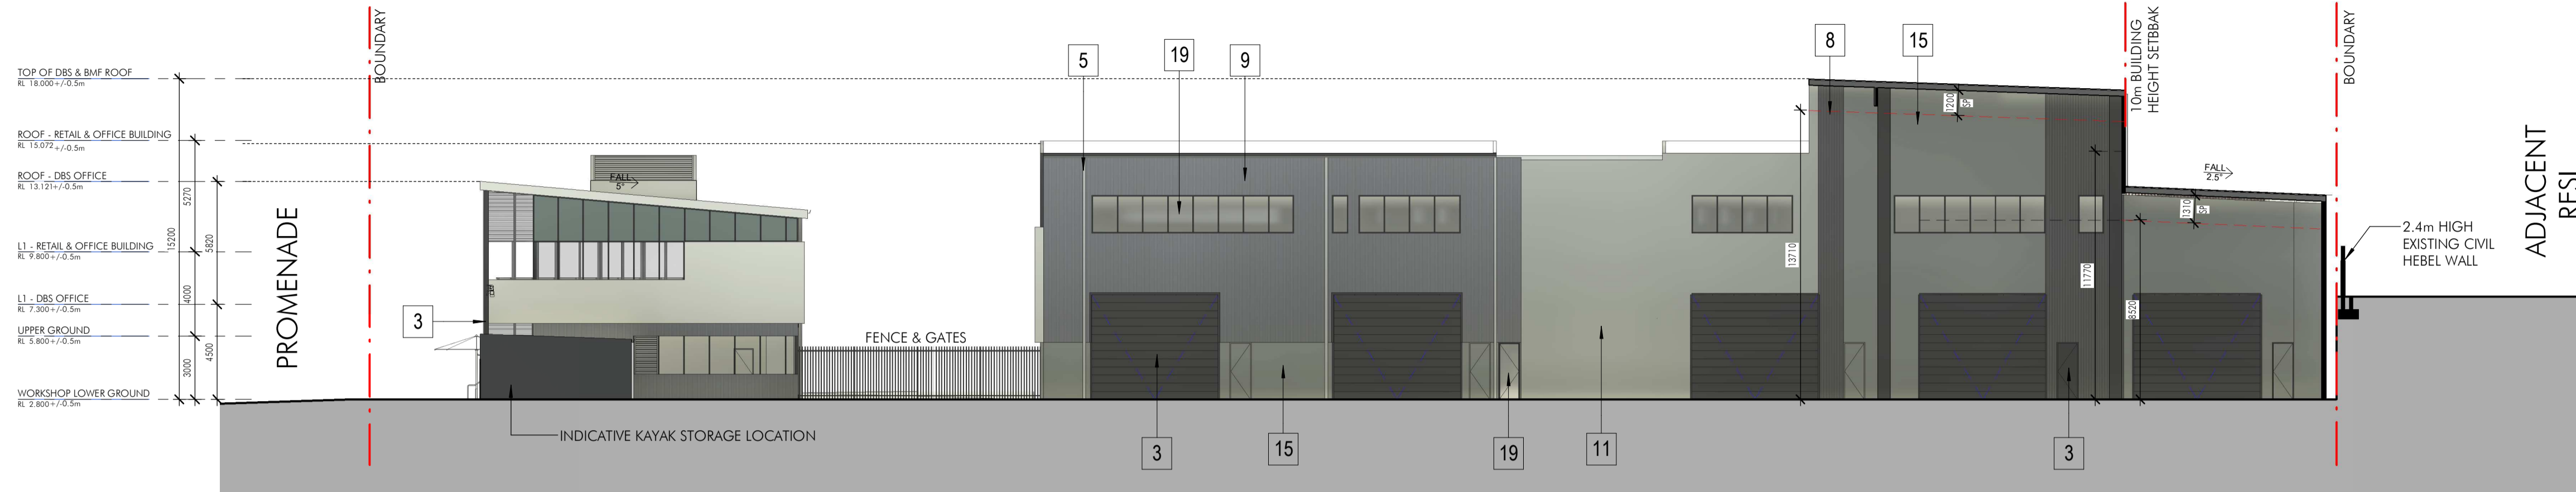 TOP OF DBS & BMF ROOF
RL 18.000+/-0.5m
ROOF - RETAIL & OFFICE BUILDING
RL 15.072+/-0.5m
ROOF - DBS OFFICE
RL 13.121+/-0.5m
L1 - RETAIL & OFFICE BUILDING
RL 9.800+/-0.5m
L1 - DBS OFFICE
RL 7.300+/-0.5m
UPPER GROUND
RL 5.800+/-0.5m
WORKSHOP LOWER GROUND
RL 2.800+/-0.5m
15200
5270
4000
3000
5820
4500
PROMENADE
BOUNDARY
3
FALL
5°
INDICATIVE KAYAK STORAGE LOCATION
FENCE & GATES
5
19
9
3
15
19
11
8
15
3
13710
1200
SP
11770
8520
1310
SP
10m BUILDING
HEIGHT SETBBAK
FALL
2.5°
BOUNDARY
2.4m HIGH
EXISTING CIVIL
HEBEL WALL
ADJACENT
RESI